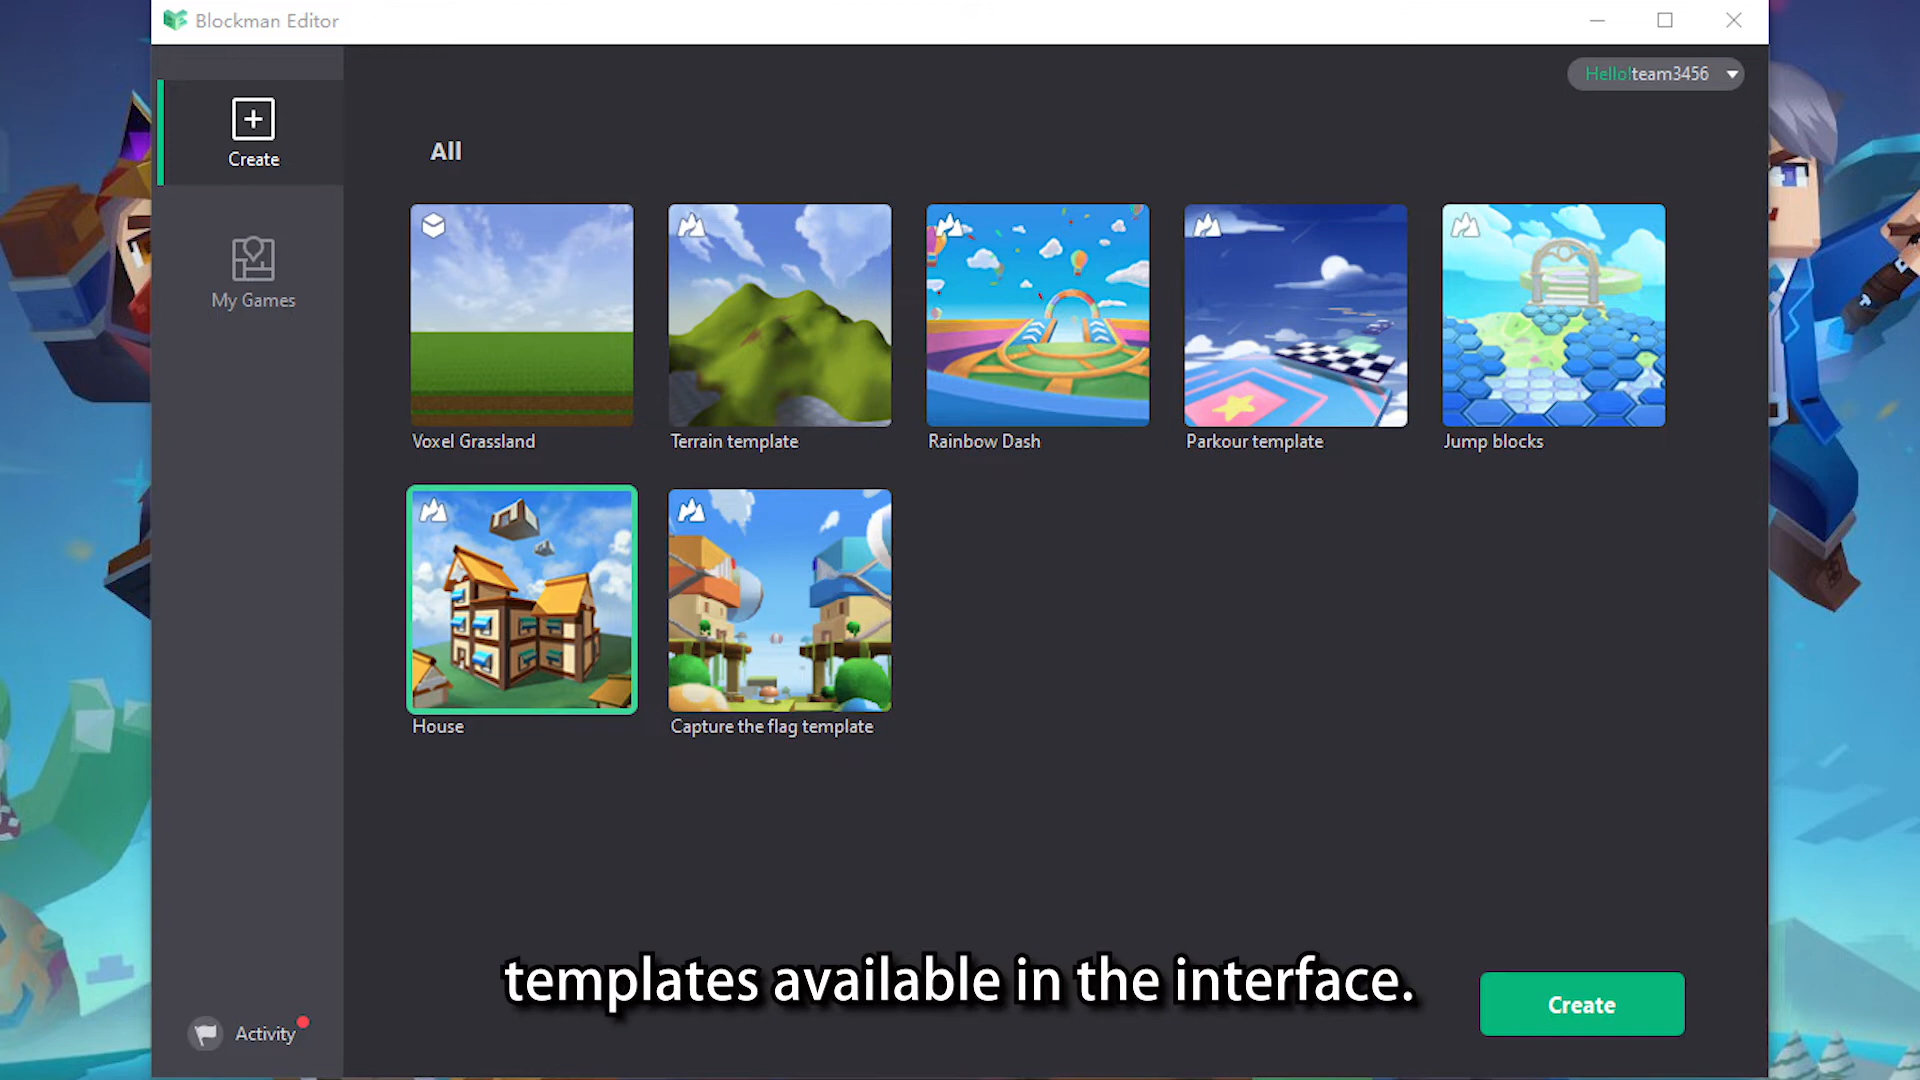 Blockman Editor
Hello!team3456
Create
All
My Games
Voxel Grassland
Terrain template
Rainbow Dash
Parkour template
Jump blocks
House
Capture the flag template
templates available in the interface.
Create
Activity